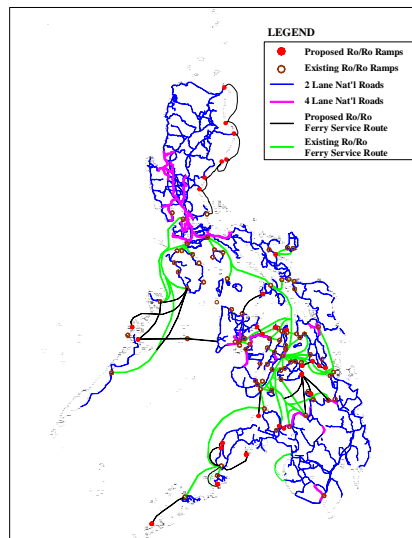 LEGEND
Proposed Ro/Ro Ramps
Existing Ro/Ro Ramps
2 Lane Nat'l Roads
4 Lane Nat'l Roads
Proposed Ro/Ro
Ferry Service Route
Existing Ro/Ro
Ferry Service Route